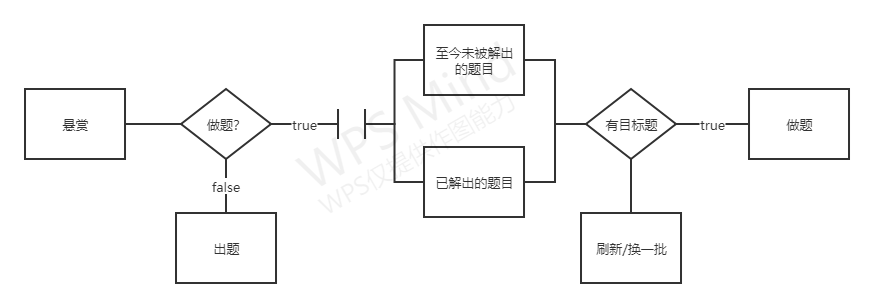 悬赏
做题?
true
false
出题
至今未被解出
的题目
已解出的题目
有目标题
true
做题
刷新/换一批
WPS Mind
WPS仅提供作图能力